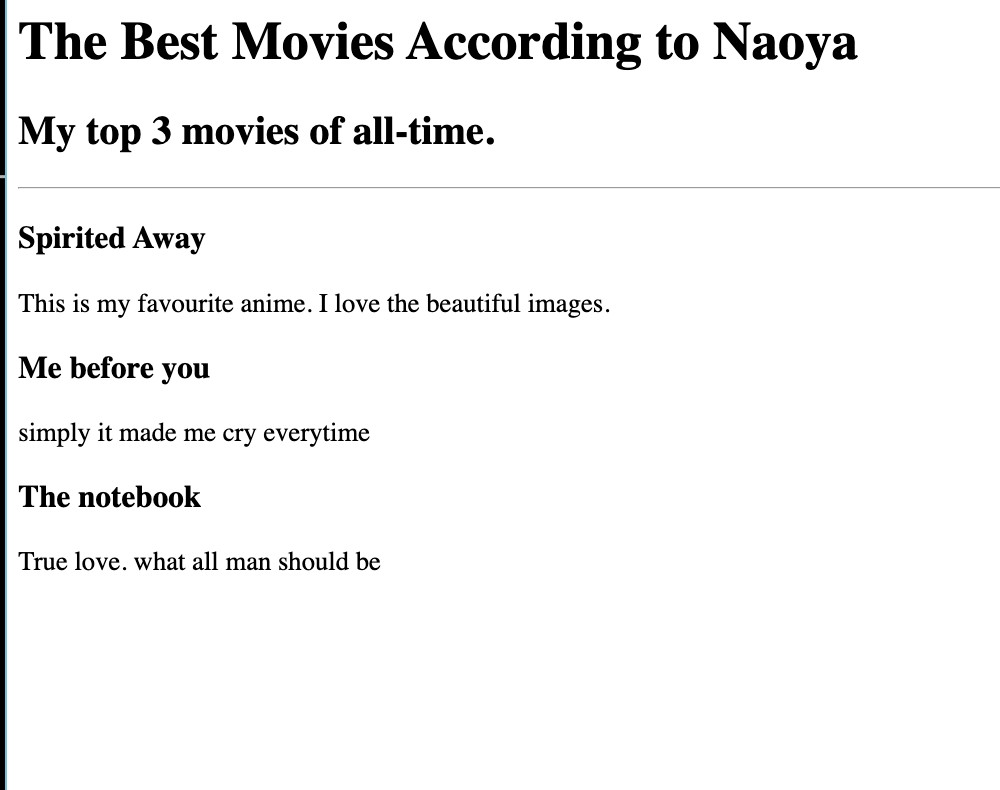 The Best Movies According to Naoya
My top 3 movies of all-time.
Spirited Away
This is my favourite anime. I love the beautiful images.
Me before you
simply it made me cry everytime
The notebook
True love. what all man should be